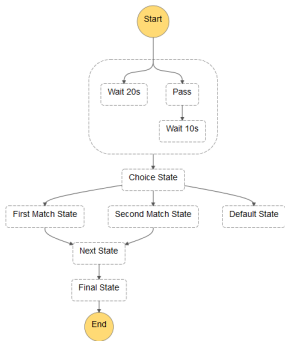 Start
Wait 20s
Pass
Wait 10s
Choice State
First Match State
Second Match State
Default State
Next State
Final State
End